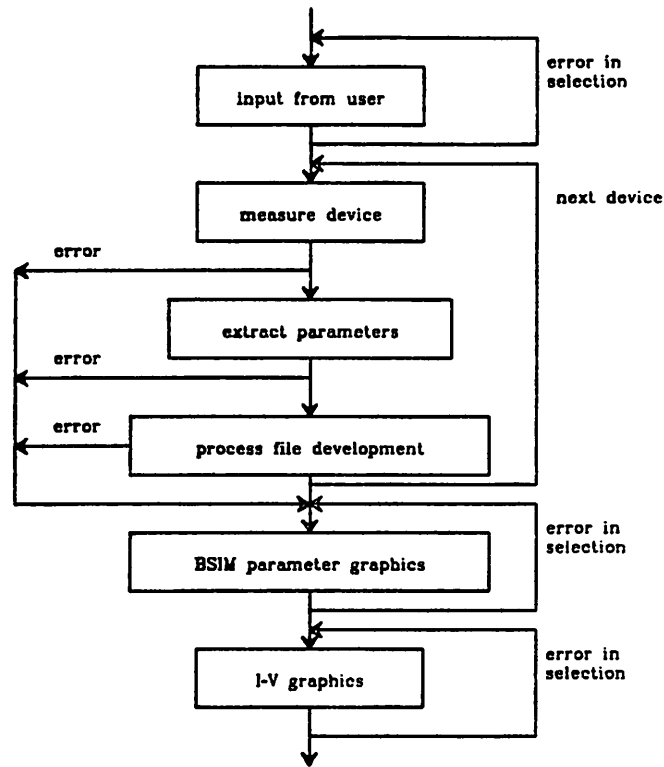 error in
selection
input from user
next device
measure device
error
extract parameters
error
error
process file development
error in
selection
BSIM parameter graphics
error in
selection
I-V graphics